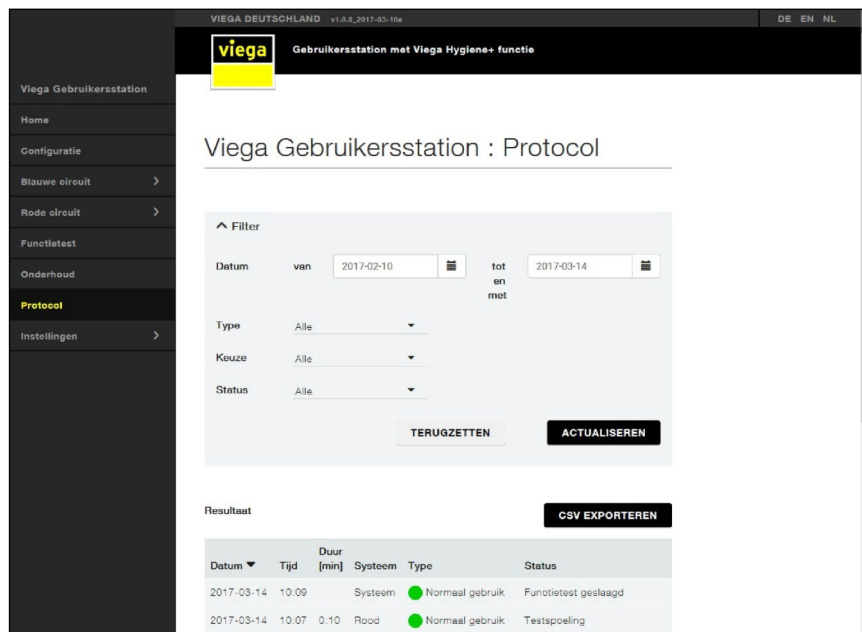 VIEGA DEUTSCHLAND v1.0.0_2017-03-10a
DE EN NL
viega
Gebruikersstation met Viega Hygiene+ functie
Viega Gebruikersstation
Home
Configuratie
Blauwe circuit
Rode circuit
Functietest
Onderhoud
Protocol
Instellingen
Viega Gebruikersstation : Protocol
Filter
Datum van 2017-02-10 tot en met 2017-03-14
Type Alle
Keuze Alle
Status Alle
TERUGZETTEN ACTUALISEREN
Resultaat CSV EXPORTEREN
Datum Tijd Duur [min] Systeem Type Status
2017-03-14 10:09 Systeem Normaal gebruik Functietest geslaagd
2017-03-14 10:07 0:10 Rood Normaal gebruik Testspoeling